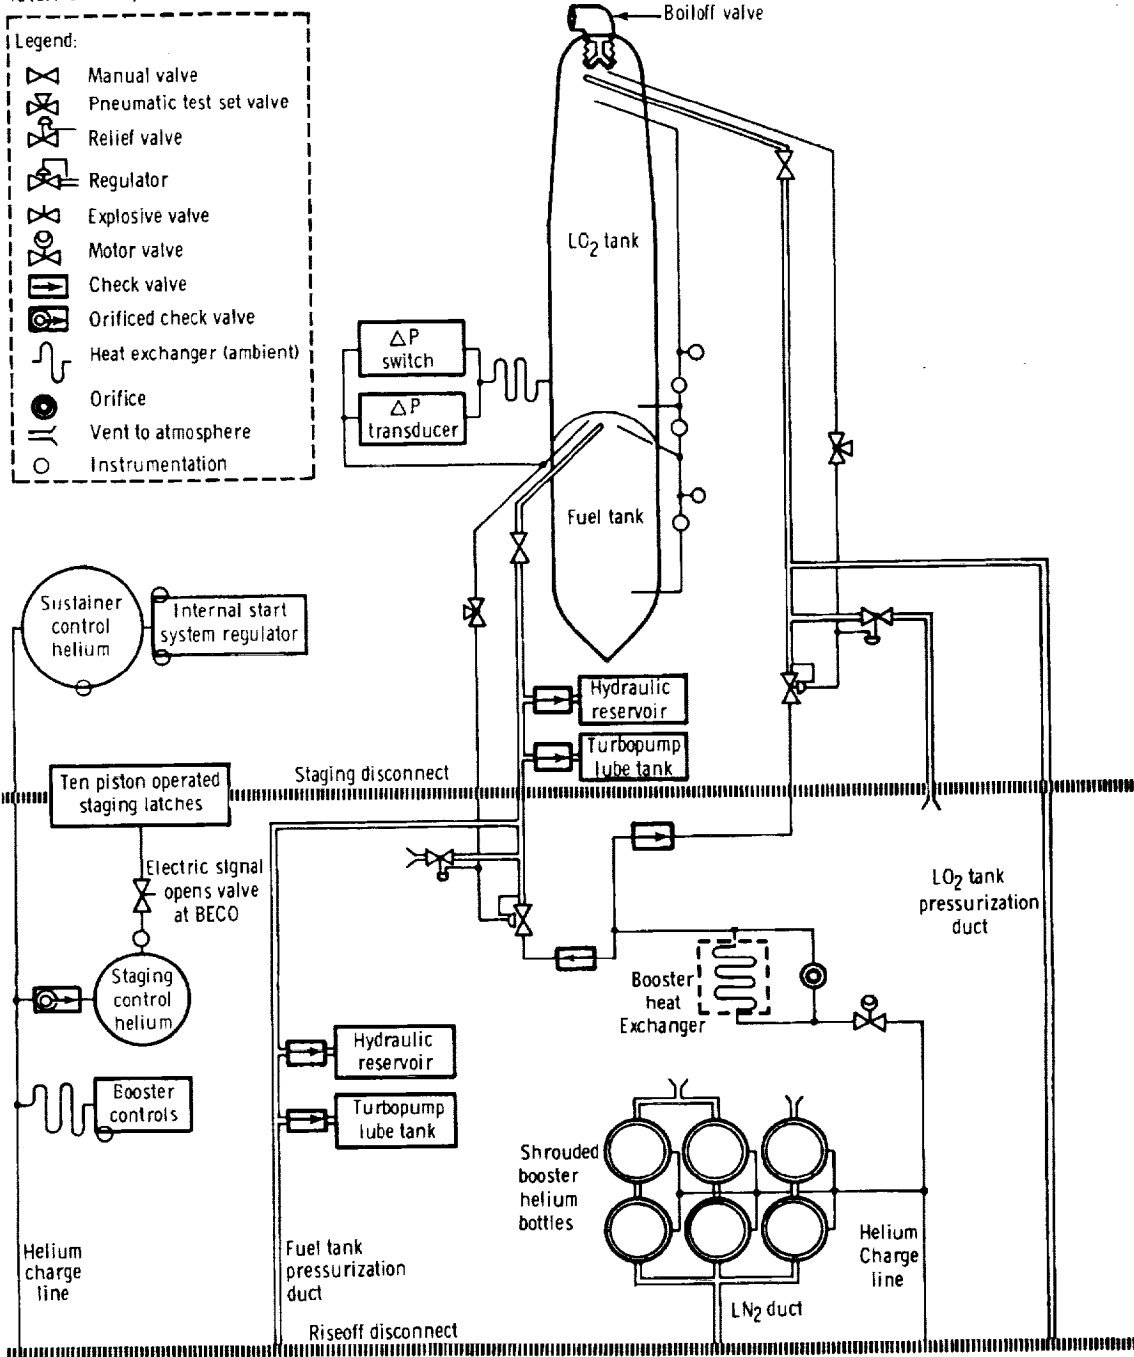 Boiloff valve
Legend:
Manual valve
Pneumatic test set valve
Relief valve
Regulator
Explosive valve
Motor valve
Check valve
Orificed check valve
Heat exchanger (ambient)
Orifice
Vent to atmosphere
Instrumentation
LO2 tank
△P
switch
△P
transducer
Fuel tank
Sustainer
control
helium
Internal start
system regulator
Hydraulic
reservoir
Turbopump
lube tank
Staging disconnect
Ten piston operated
staging latches
Electric signal
opens valve
at BECO
LO2 tank
pressurization
duct
Staging
control
helium
Booster
heat
Exchanger
Hydraulic
reservoir
Booster
controls
Turbopump
lube tank
Shrouded
booster
helium
bottles
Helium
charge
line
Fuel tank
pressurization
duct
Helium
Charge
line
LN2 duct
Riseoff disconnect